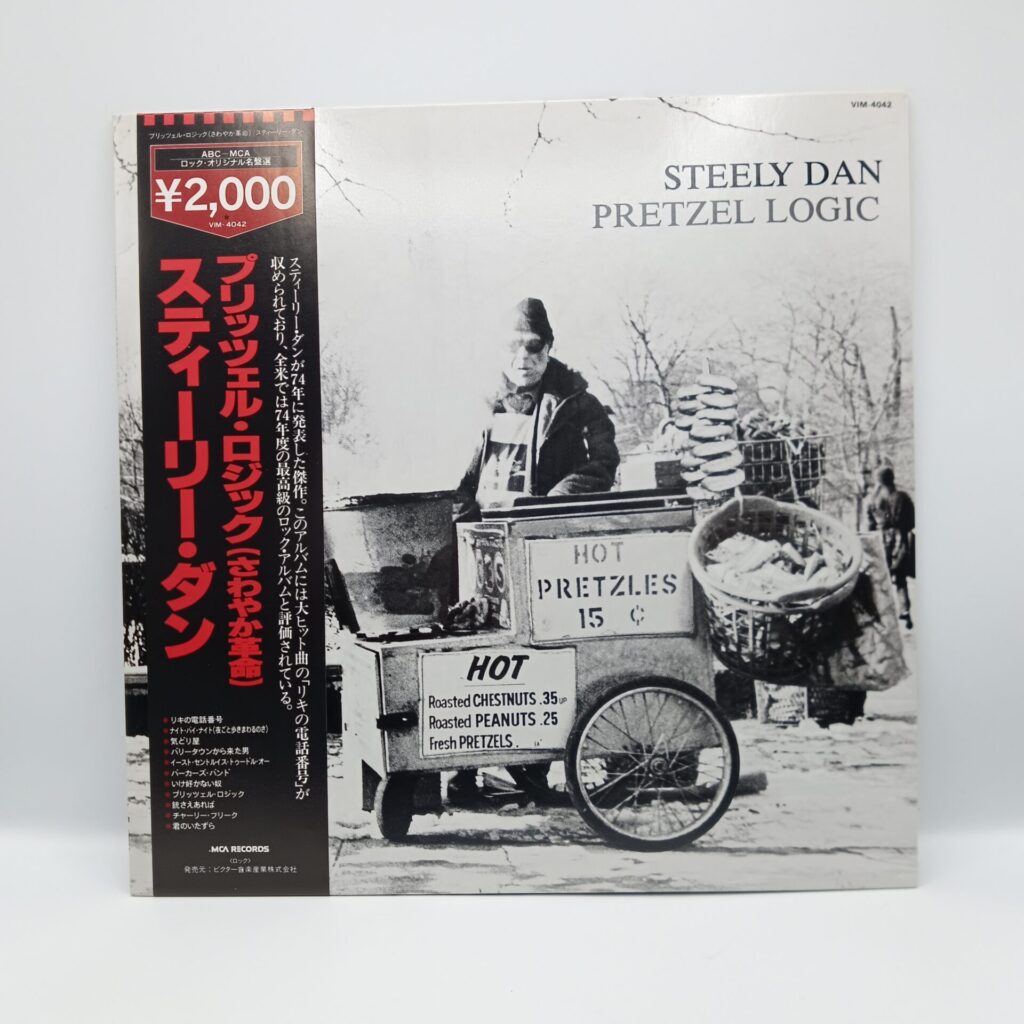 プリッツェル・ロジック(さわやか革命)/スティーリー・ダン
ABC—MCA
ロック・オリジナル名盤選
¥2,000
VIM-4042
スティーリー・ダンが74年に発表した傑作。このアルバムには大ヒット曲の「リキの電話番号」が
収められており、全米では74年度の最高級のロック・アルバムと評価されている。
プリッツェル・ロジック(さわやか革命)
スティーリー・ダン
リキの電話番号
ナイト・バイ・ナイト(夜ごと歩きまわるのさ)
気どり屋
バリータウンから来た男
イースト・セントルイス・トゥードル・オー
パーカーズ・バンド
いけ好かない奴
プリッツェル・ロジック
銃さえあれば
チャーリー・フリーク
君のいたずら
MCA RECORDS
〈ロック〉
発売元:ビクター音楽産業株式会社
VIM-4042
STEELY DAN
PRETZEL LOGIC
HOT
PRETZLES
15 ¢
HOT
Roasted CHESTNUTS .35 UP
Roasted PEANUTS .25
Fresh PRETZELS .